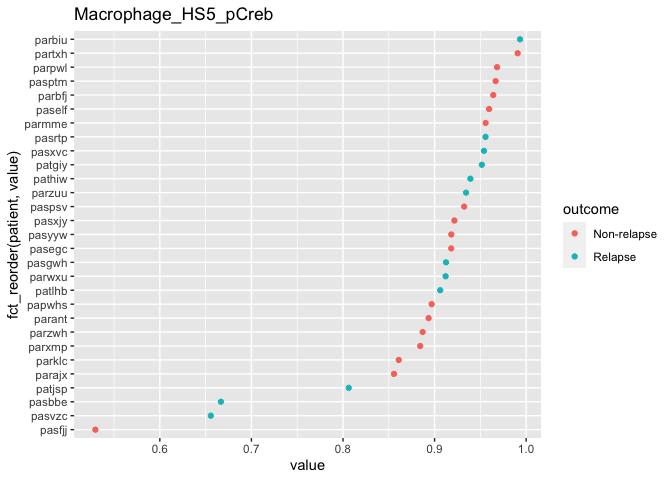 Macrophage_HS5_pCreb
fct_reorder(patient, value)
parbiu
partxh
parpwl
pasptm
parbfj
paself
parmme
pasrtp
pasxvc
patgiy
pathiw
parzuu
paspsv
pasxjy
pasyyw
pasegc
pasgwh
parwxu
patlhb
papwhs
parant
parzwh
parxmp
parklc
parajx
patjsp
pasbbe
pasvzc
pasfjj
0.6 0.7 0.8 0.9 1.0
value
outcome
Non-relapse
Relapse